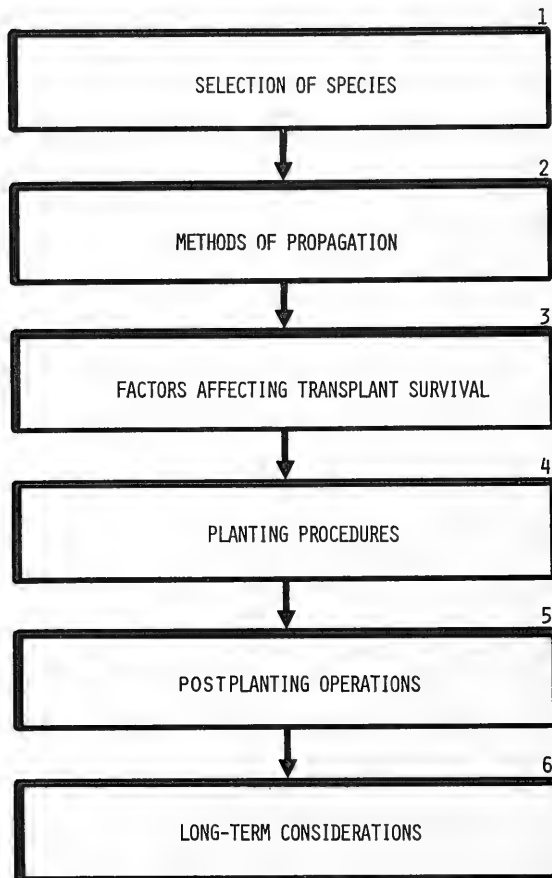 1
SELECTION OF SPECIES
2
METHODS OF PROPAGATION
3
FACTORS AFFECTING TRANSPLANT SURVIVAL
4
PLANTING PROCEDURES
5
POSTPLANTING OPERATIONS
6
LONG-TERM CONSIDERATIONS